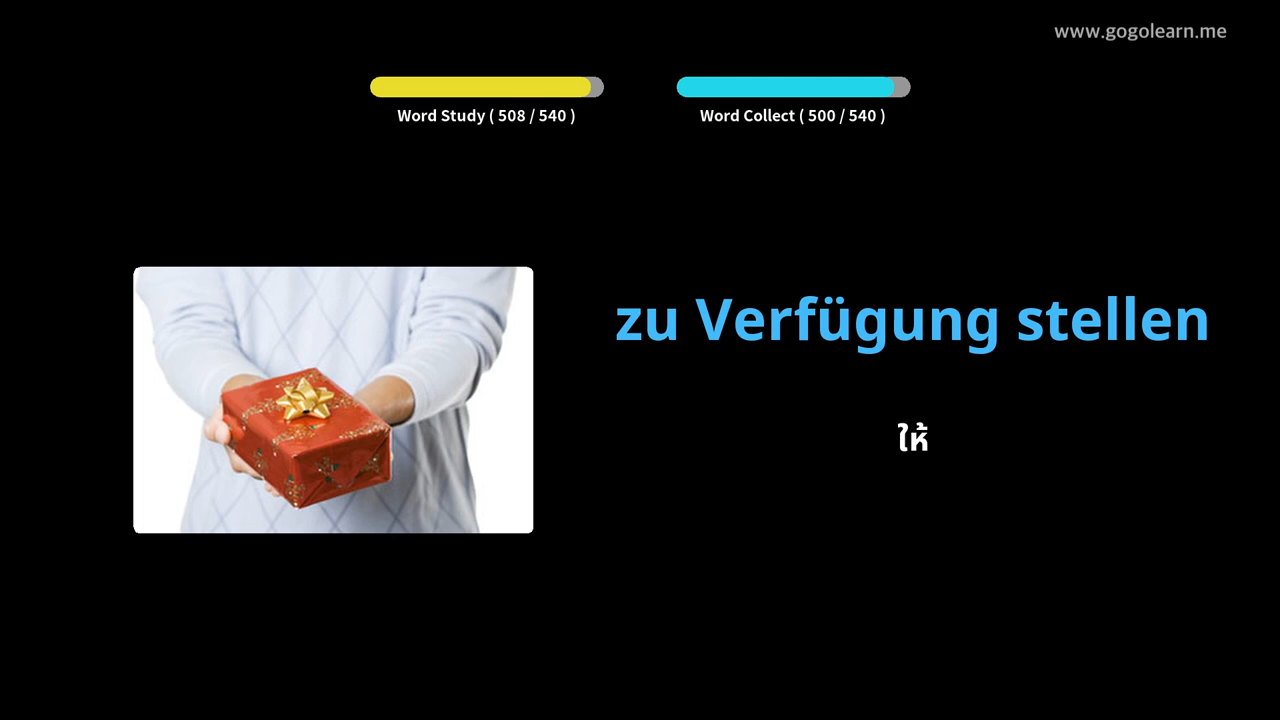 www.gogolearn.me
Word Study ( 508 / 540 )
Word Collect ( 500 / 540 )
zu Verfügung stellen
ให้